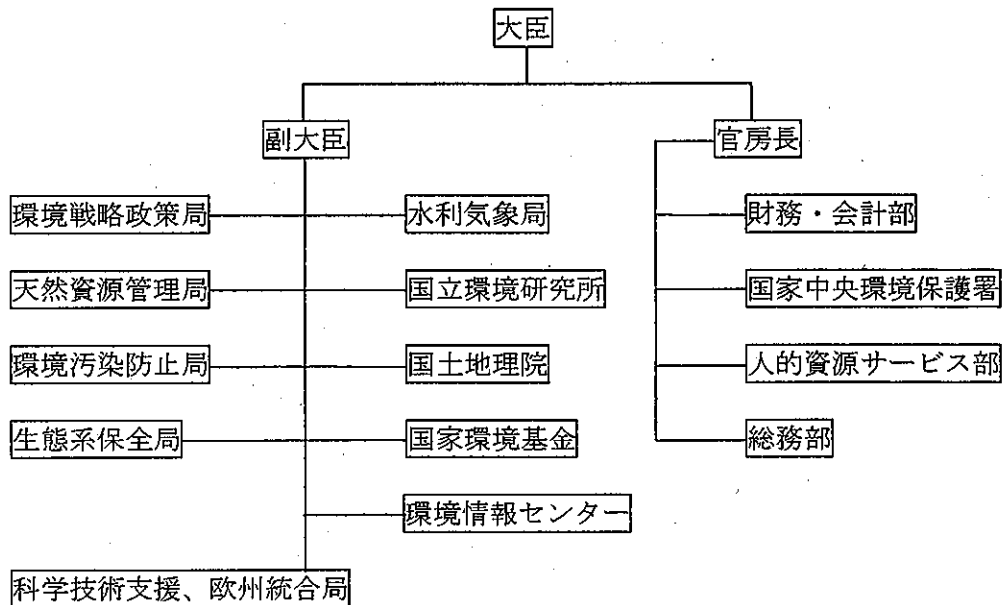 大臣
副大臣
官房長
環境戦略政策局
水利気象局
財務・会計部
天然資源管理局
国立環境研究所
国家中央環境保護署
環境汚染防止局
国土地理院
人的資源サービス部
生態系保全局
国家環境基金
総務部
環境情報センター
科学技術支援、欧州統合局